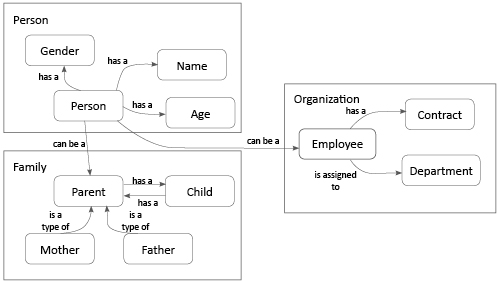 Person
Gender
has a
has a
Name
Person
has a
Age
can be a
can be a
Organization
has a
Contract
Employee
is assigned
to
Department
Family
Parent
has a
has a
Child
is a
type of
is a
type of
Mother
Father